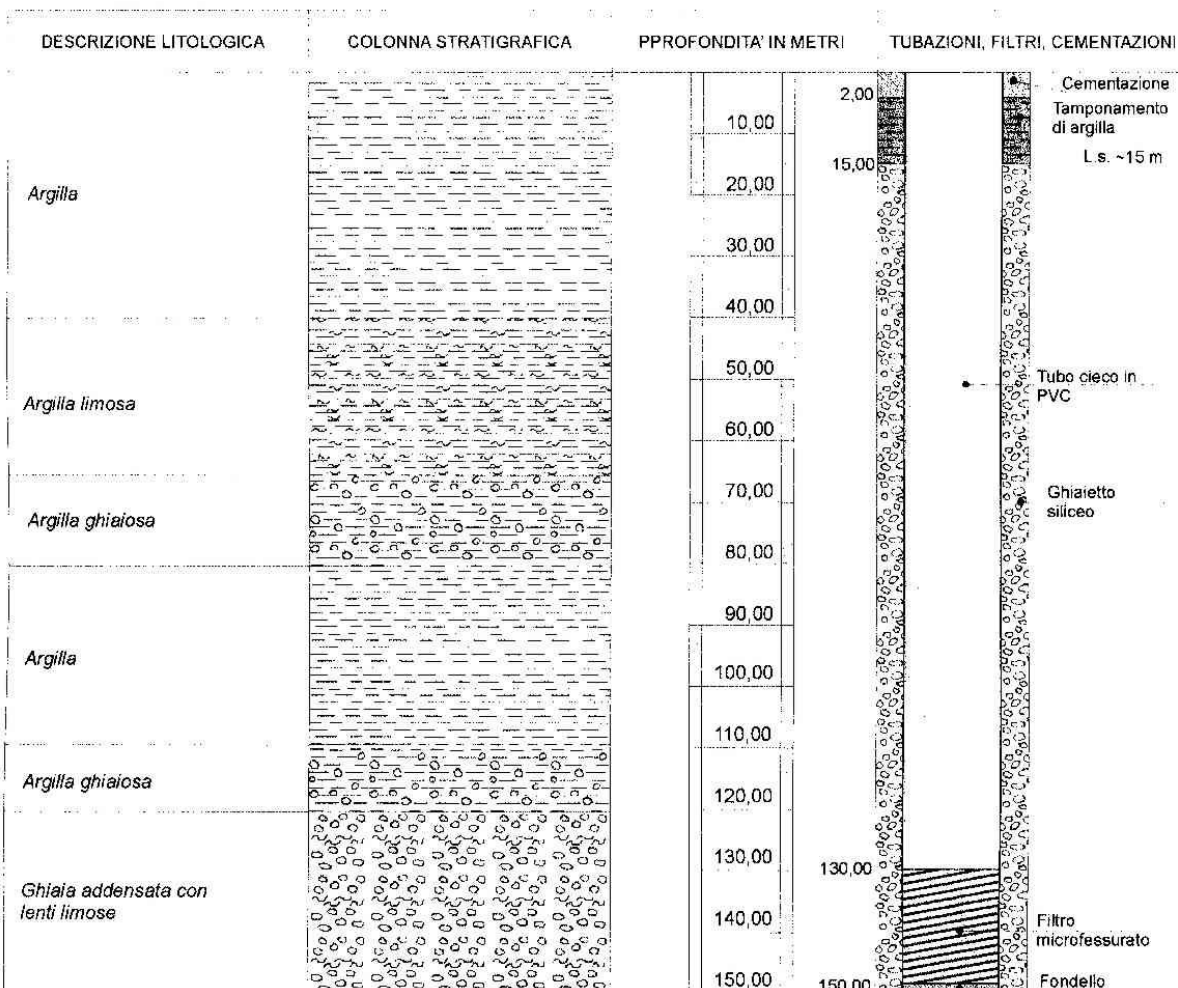 DESCRIZIONE LITOLOGICA
COLONNA STRATIGRAFICA
PPROFONDITA' IN METRI
TUBAZIONI, FILTRI, CEMENTAZIONI
Argilla
Argilla limosa
Argilla ghiaiosa
Argilla
Argilla ghiaiosa
Ghiaia addensata con
lenti limose
10,00
20,00
30,00
40,00
50,00
60,00
70,00
80,00
90,00
100,00
110,00
120,00
130,00
140,00
150,00
2,00
15,00
130,00
150,00
Cementazione
Tamponamento
di argilla
L.s. ~15 m
Tubo cieco in
PVC
Ghiaietto
siliceo
Filtro
microfessurato
Fondello